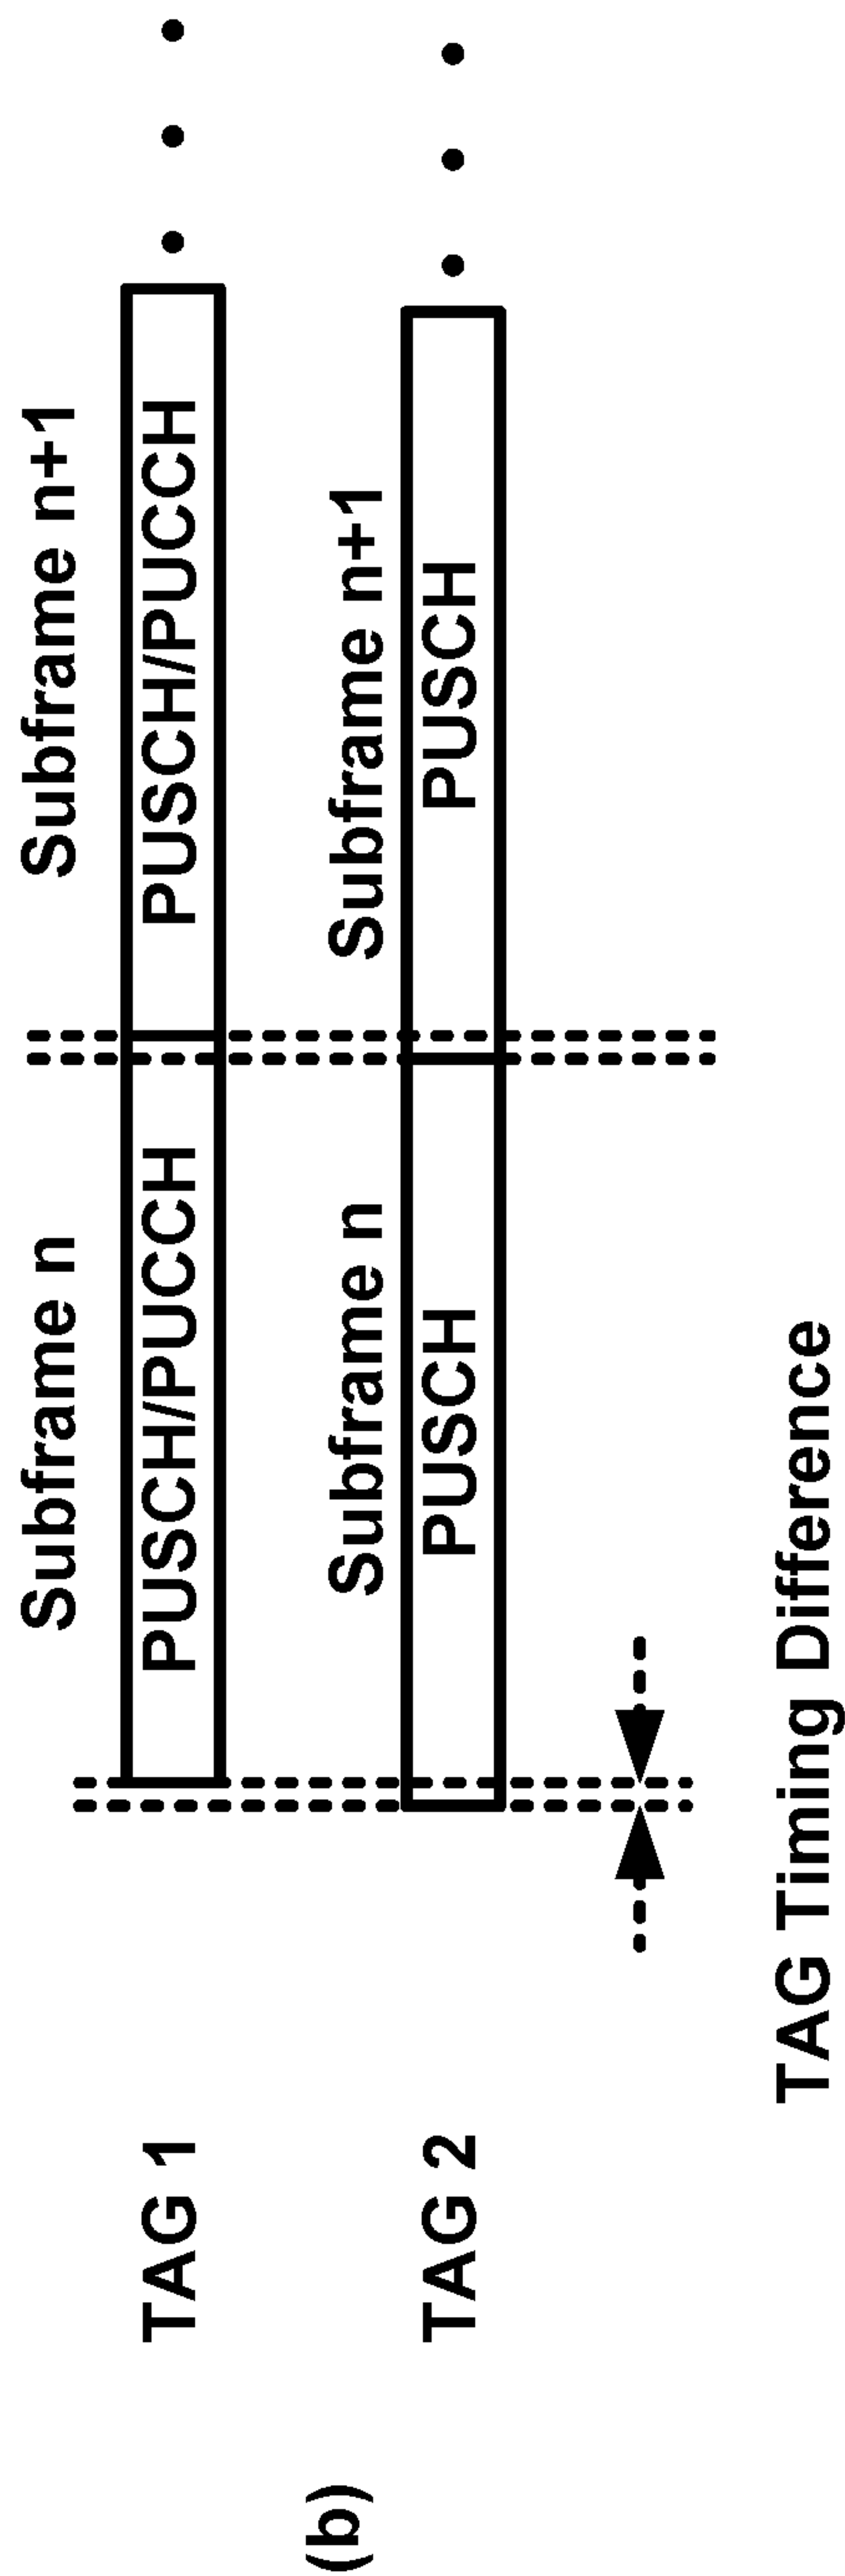 Subframe n
Subframe n+1
TAG 1
PUSCH/PUCCH
PUSCH/PUCCH
(b)
Subframe n
Subframe n+1
TAG 2
PUSCH
PUSCH
TAG Timing Difference